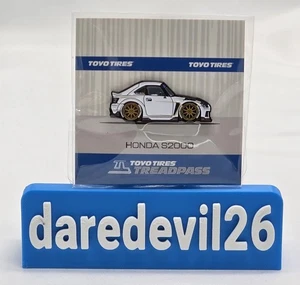 TOYO TIRES TOYO TIRES
HONDA S2000
TOYO TIRES
TREADPASS
daredevil26